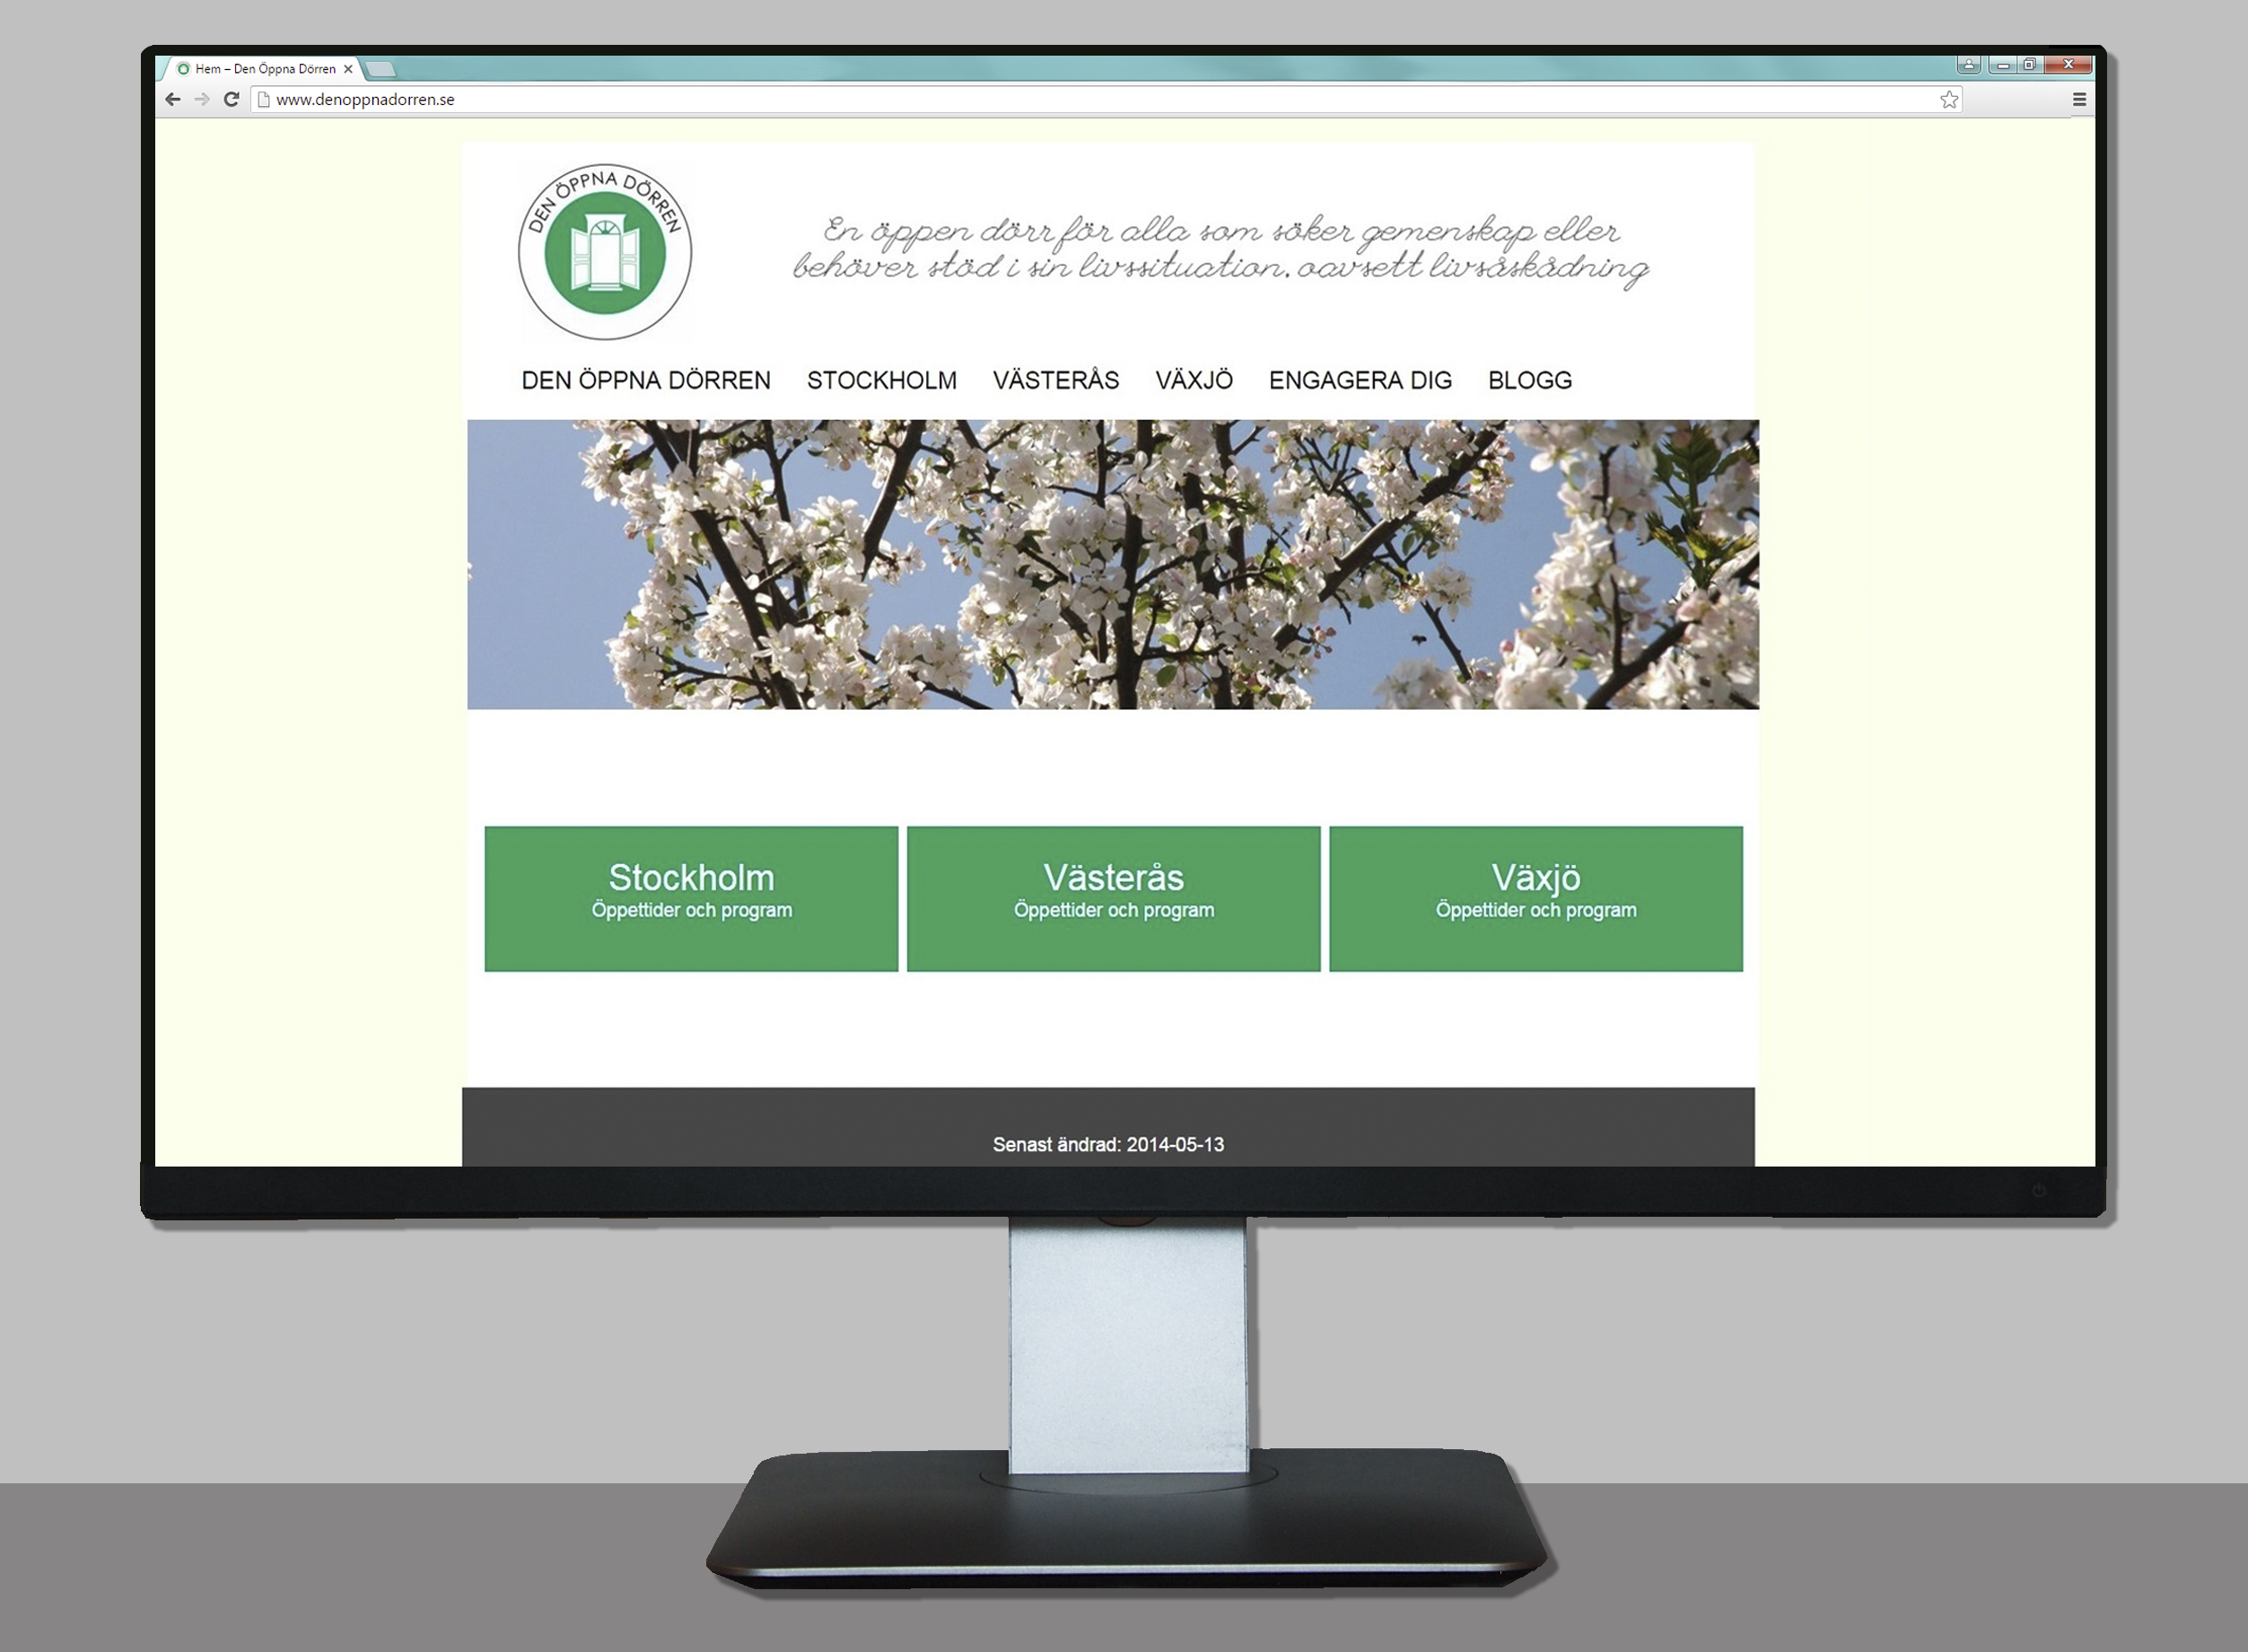 Hem – Den Öppna Dörren
www.denoppnadorren.se
DEN ÖPPNA DÖRREN
En öppen dörr för alla som söker gemenskap eller
behöver stöd i sin livssituation, oavsett livsåskådning
DEN ÖPPNA DÖRREN STOCKHOLM VÄSTERÅS VÄXJÖ ENGAGERA DIG BLOGG
Stockholm
Öppettider och program
Västerås
Öppettider och program
Växjö
Öppettider och program
Senast ändrad: 2014-05-13